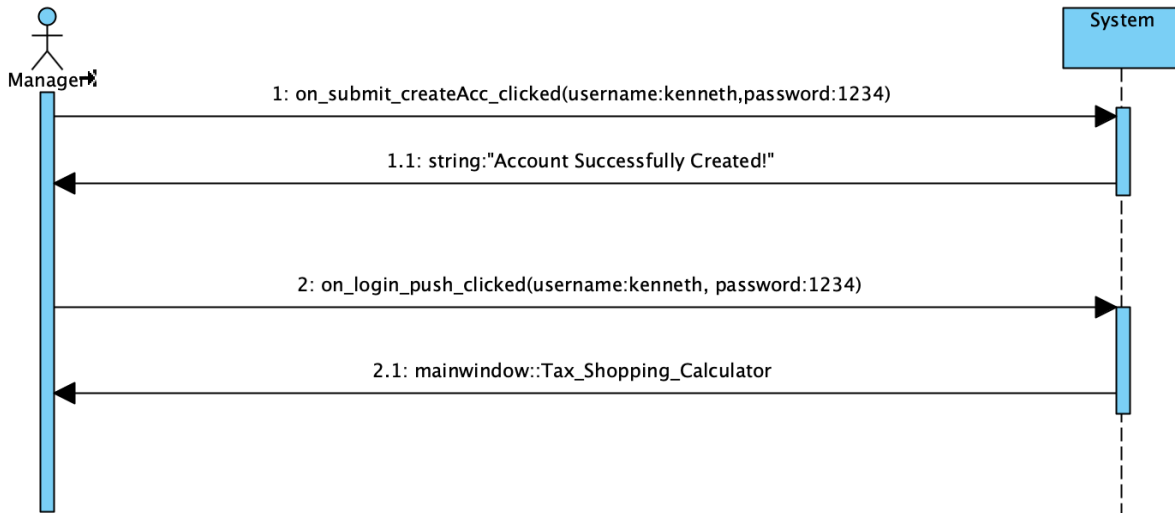 System
Manager
1: on_submit_createAcc_clicked(username:kenneth,password:1234)
1.1: string:"Account Successfully Created!"
2: on_login_push_clicked(username:kenneth, password:1234)
2.1: mainwindow::Tax_Shopping_Calculator